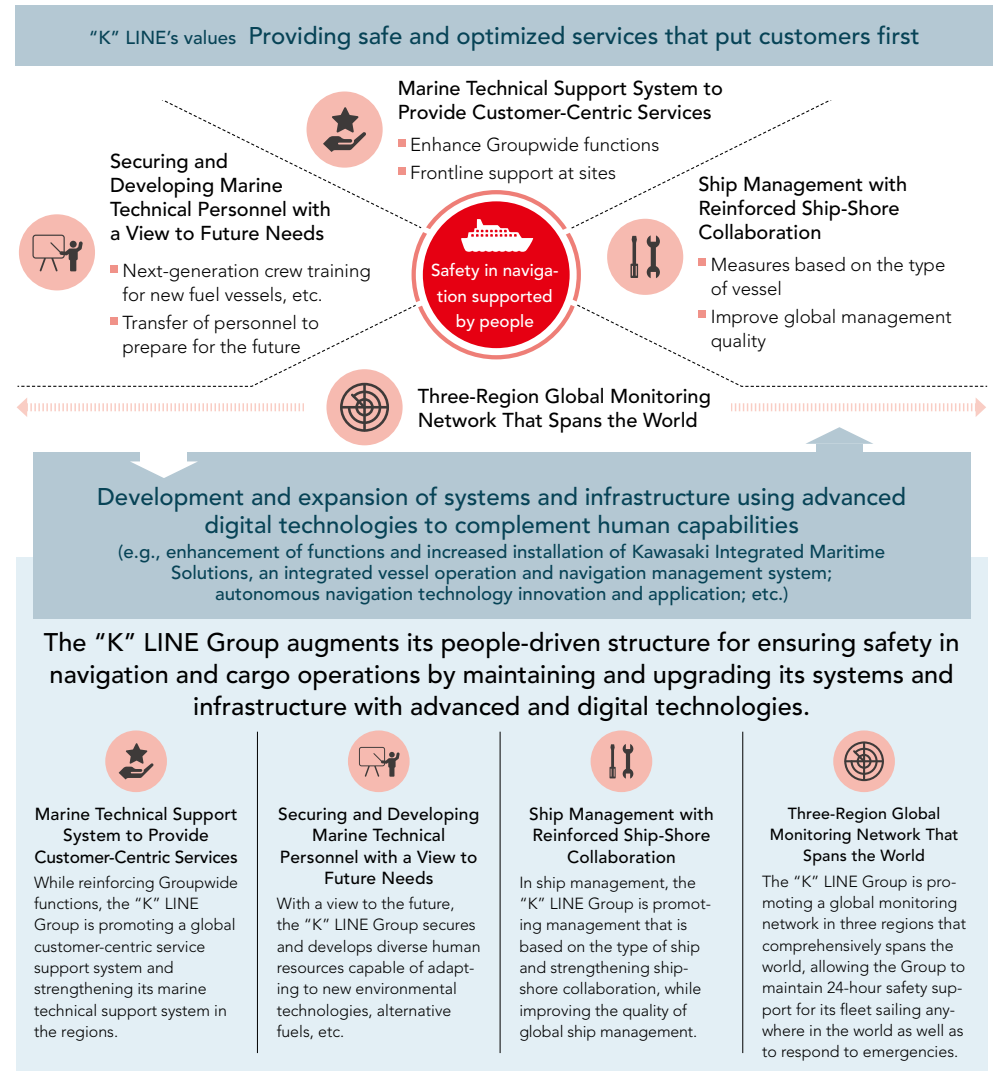 “K” LINE’s values Providing safe and optimized services that put customers first
Marine Technical Support System to
Provide Customer-Centric Services
Enhance Groupwide functions
Frontline support at sites
Securing and
Developing Marine
Technical Personnel with
a View to Future Needs
Next-generation crew training
for new fuel vessels, etc.
Transfer of personnel to
prepare for the future
Safety in naviga-
tion supported
by people
Ship Management with
Reinforced Ship-Shore
Collaboration
Measures based on the type
of vessel
Improve global management
quality
Three-Region Global Monitoring
Network That Spans the World
Development and expansion of systems and infrastructure using advanced
digital technologies to complement human capabilities
(e.g., enhancement of functions and increased installation of Kawasaki Integrated Maritime
Solutions, an integrated vessel operation and navigation management system;
autonomous navigation technology innovation and application; etc.)
The “K” LINE Group augments its people-driven structure for ensuring safety in
navigation and cargo operations by maintaining and upgrading its systems and
infrastructure with advanced and digital technologies.
Marine Technical Support
System to Provide
Customer-Centric Services
While reinforcing Groupwide
functions, the “K” LINE
Group is promoting a global
customer-centric service
support system and
strengthening its marine
technical support system in
the regions.
Securing and Developing
Marine Technical
Personnel with a View to
Future Needs
With a view to the future,
the “K” LINE Group secures
and develops diverse human
resources capable of adapt-
ing to new environmental
technologies, alternative
fuels, etc.
Ship Management with
Reinforced Ship-Shore
Collaboration
In ship management, the
“K” LINE Group is promot-
ing management that is
based on the type of ship
and strengthening ship-
shore collaboration, while
improving the quality of
global ship management.
Three-Region Global
Monitoring Network That
Spans the World
The “K” LINE Group is pro-
moting a global monitoring
network in three regions that
comprehensively spans the
world, allowing the Group to
maintain 24-hour safety sup-
port for its fleet sailing any-
where in the world as well as
to respond to emergencies.